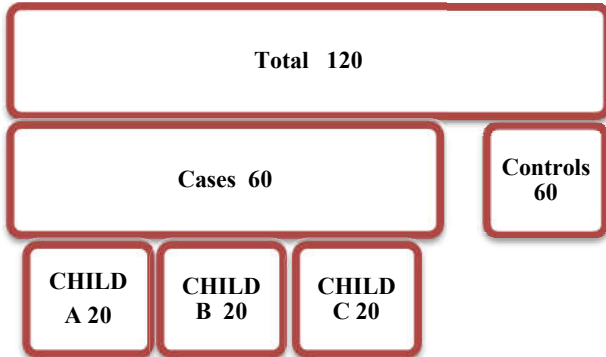 Total 120
Cases 60
Controls
60
CHILD
A 20
CHILD
B 20
CHILD
C 20